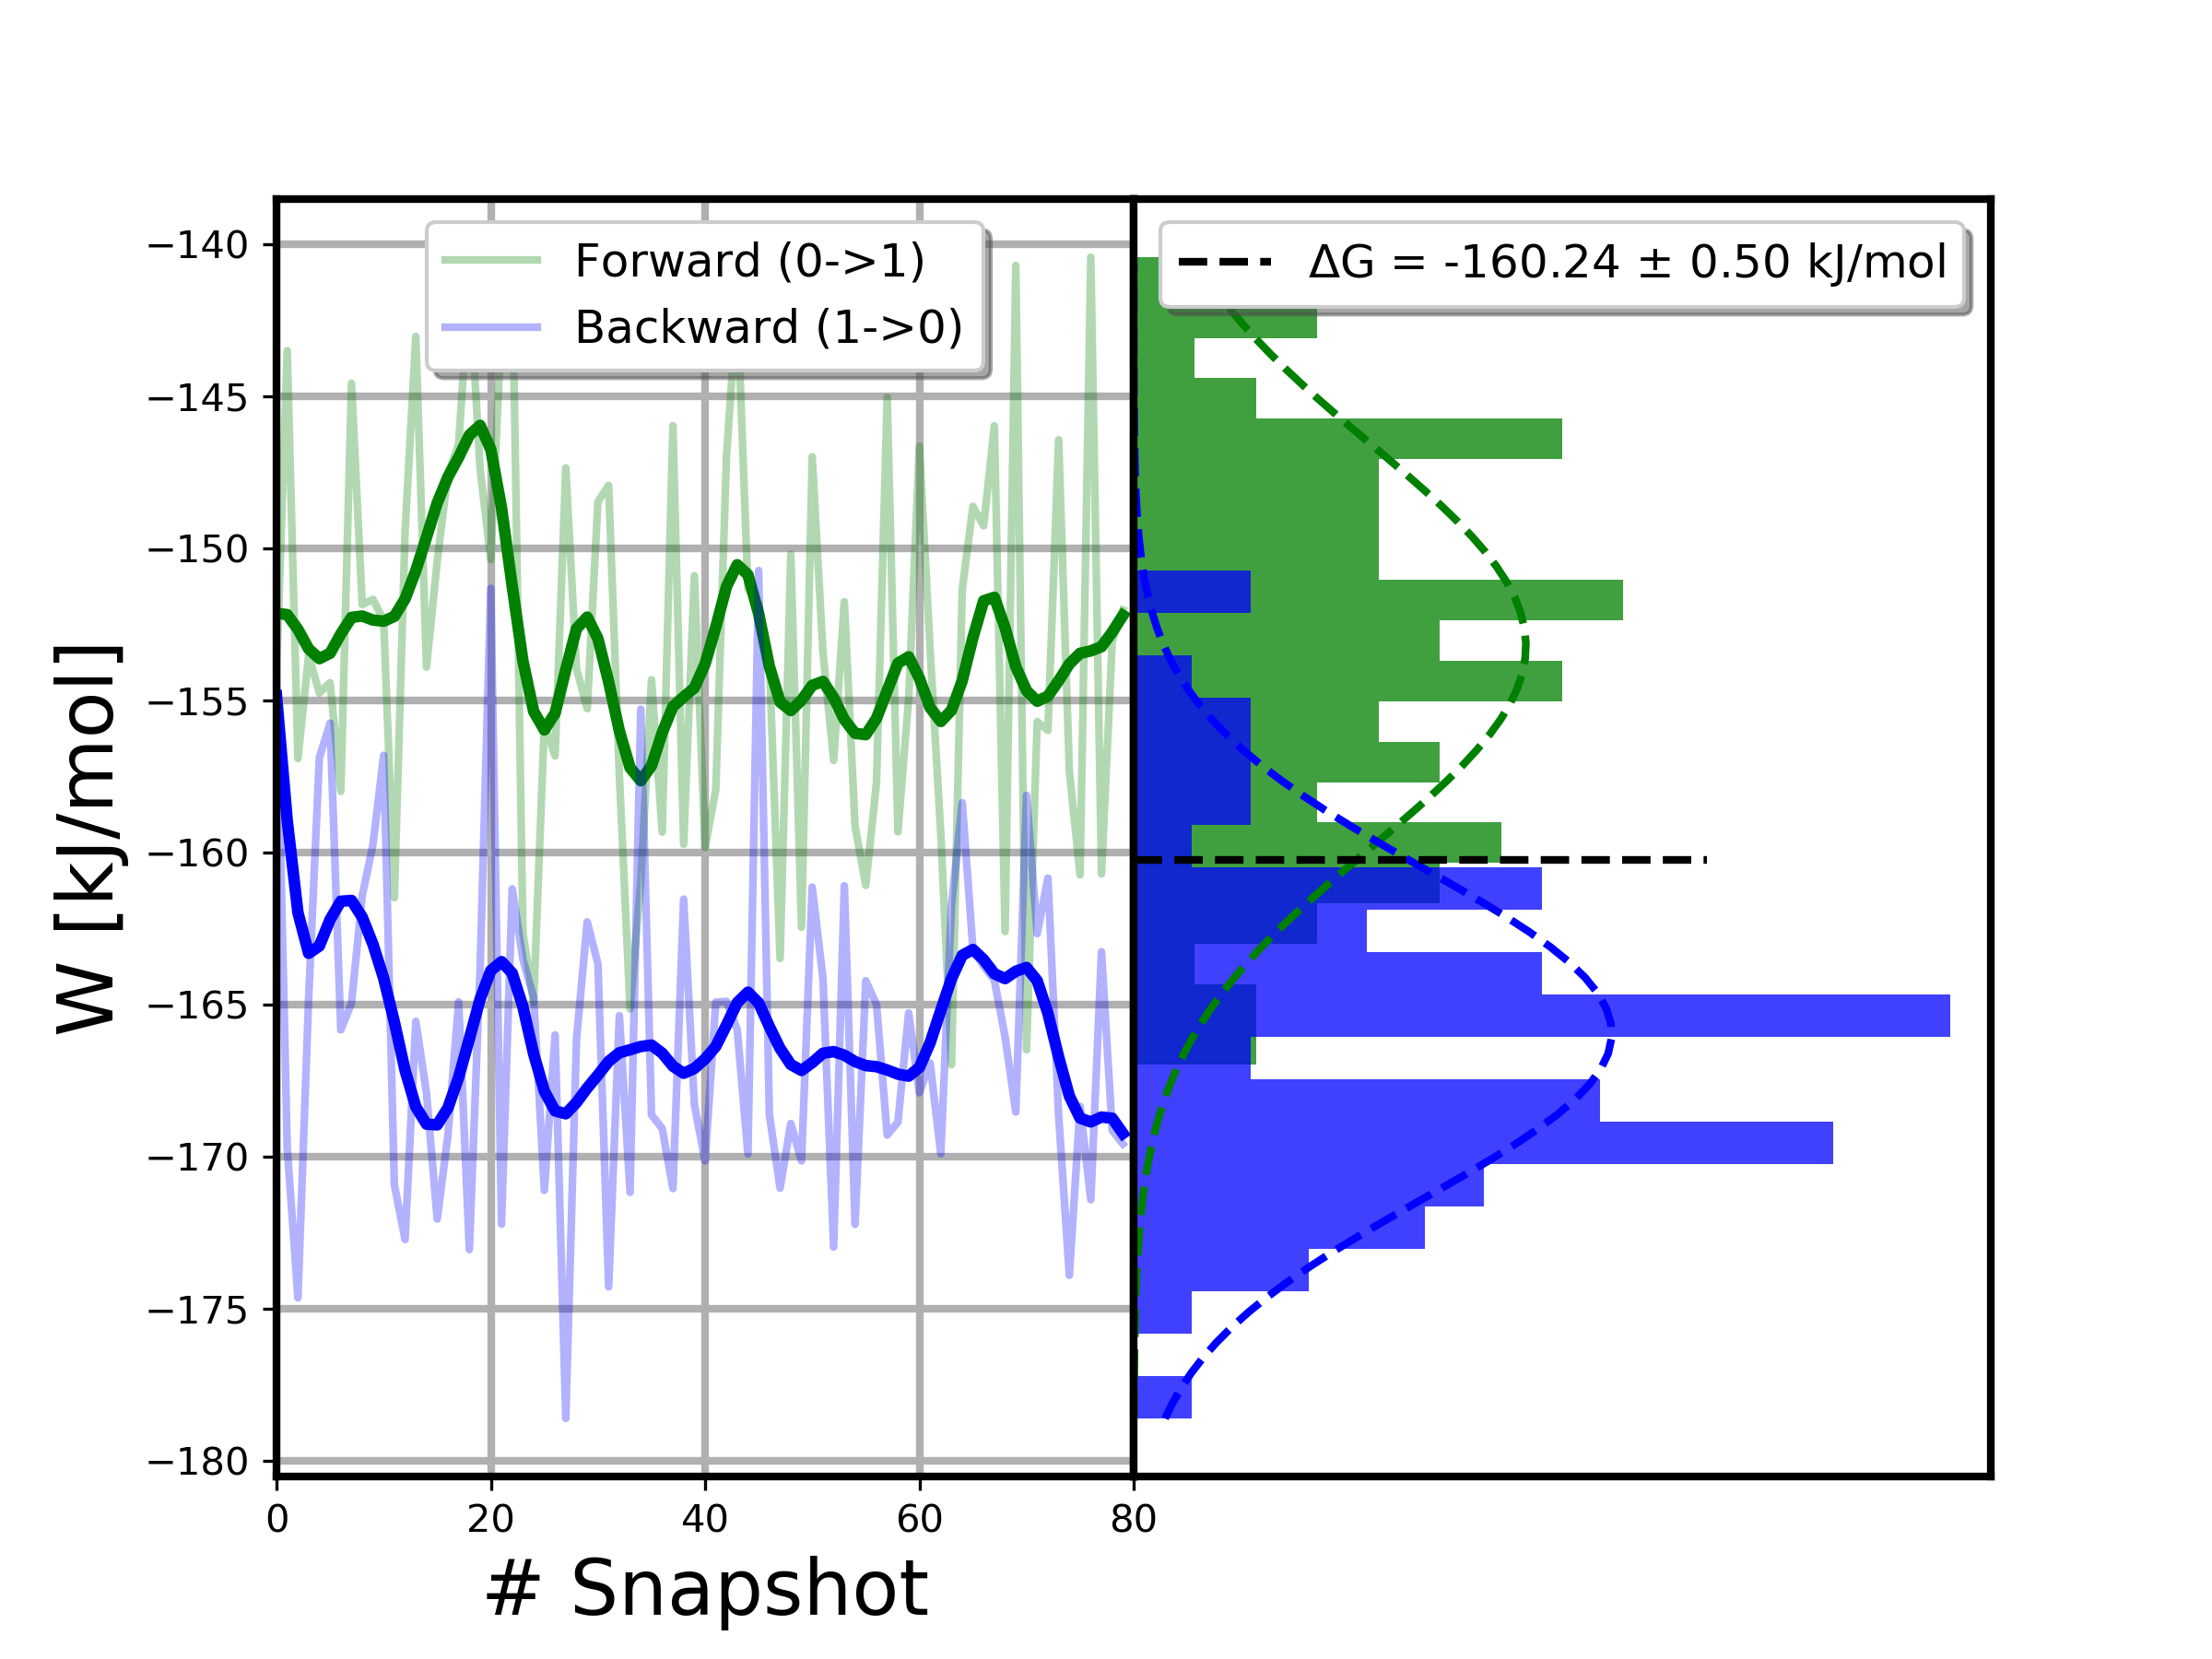 Forward (0->1)
Backward (1->0)
ΔG = -160.24 ± 0.50 kJ/mol
W [kJ/mol]
−140
−145
−150
−155
−160
−165
−170
−175
−180
0 20 40 60 80
# Snapshot